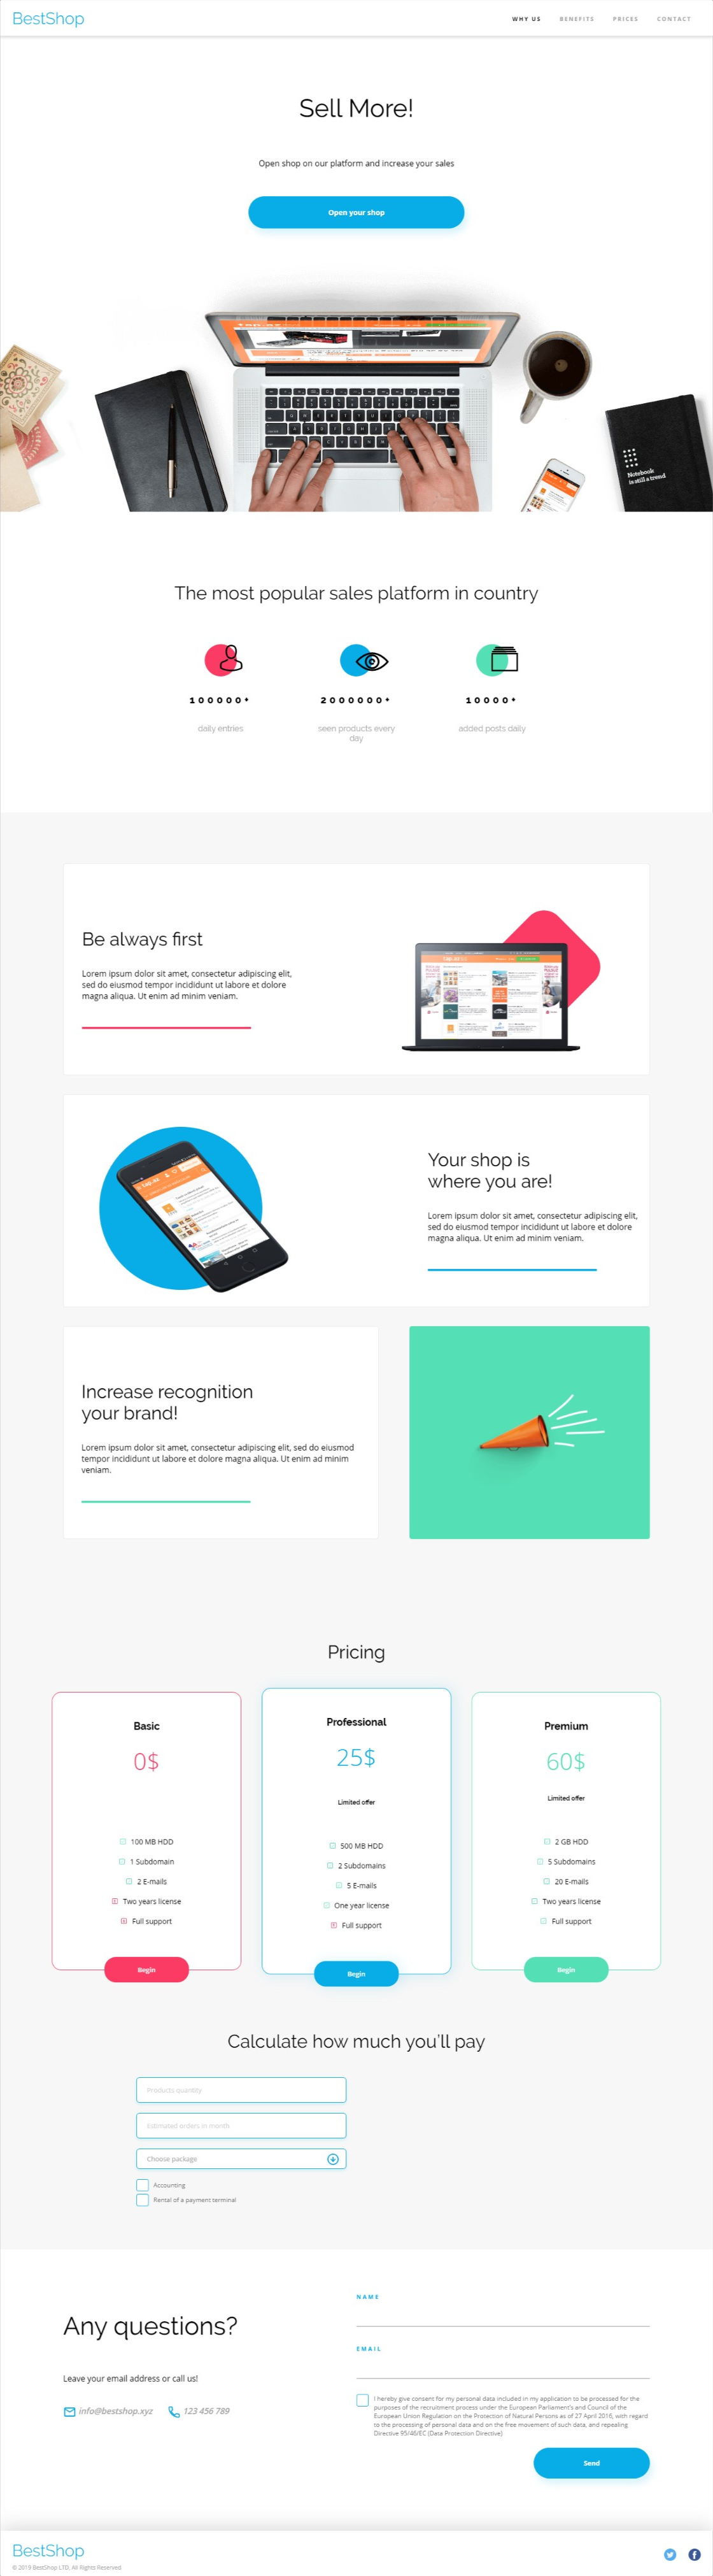 BestShop
WHY US
BENEFITS
PRICES
CONTACT
Sell More!
Open shop on our platform and increase your sales
Open your shop
Notebook
is still a trend
The most popular sales platform in country
100000+
2000000+
10000+
daily entries
seen products every
day
added posts daily
Be always first
Lorem ipsum dolor sit amet, consectetur adipiscing elit,
sed do eiusmod tempor incididunt ut labore et dolore
magna aliqua. Ut enim ad minim veniam.
Your shop is
where you are!
Lorem ipsum dolor sit amet, consectetur adipiscing elit,
sed do eiusmod tempor incididunt ut labore et dolore
magna aliqua. Ut enim ad minim veniam.
Increase recognition
your brand!
Lorem ipsum dolor sit amet, consectetur adipiscing elit, sed do eiusmod
tempor incididunt ut labore et dolore magna aliqua. Ut enim ad minim
veniam.
Pricing
Basic
0$
100 MB HDD
1 Subdomain
2 E-mails
Two years license
Full support
Begin
Professional
25$
Limited offer
500 MB HDD
2 Subdomains
5 E-mails
One year license
Full support
Begin
Premium
60$
Limited offer
2 GB HDD
5 Subdomains
20 E-mails
Two years license
Full support
Begin
Calculate how much you'll pay
Products quantity
Estimated orders in month
Choose package
Accounting
Rental of a payment terminal
Any questions?
Leave your email address or call us!
info@bestshop.xyz
123 456 789
NAME
EMAIL
I hereby give consent for my personal data included in my application to be processed for the
purposes of the recruitment process under the European Parliament's and Council of the
European Union Regulation on the Protection of Natural Persons as of 27 April 2016, with regard
to the processing of personal data and on the free movement of such data, and repealing
Directive 95/46/EC (Data Protection Directive)
Send
BestShop
© 2019 BestShop LTD, All Rights Reserved